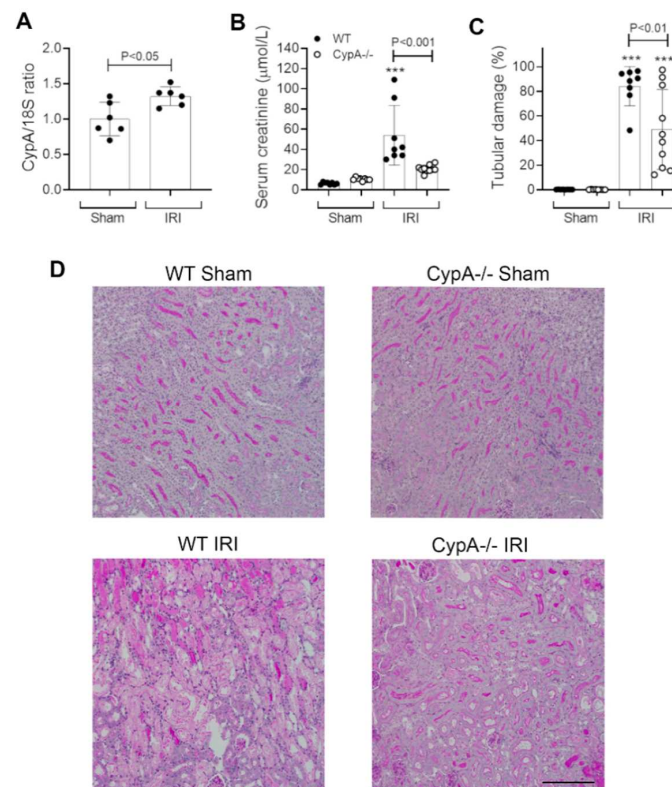 A
P<0.05
CypA/18S ratio
2.0
1.5
1.0
0.5
0.0
Sham
IRI
B
WT
CypA-/-
P<0.001
***
Serum creatinine (μmol/L)
140
120
100
80
60
40
20
0
Sham
IRI
C
P<0.01
***
***
Tubular damage (%)
100
80
60
40
20
0
Sham
IRI
D
WT Sham
CypA-/- Sham
WT IRI
CypA-/- IRI